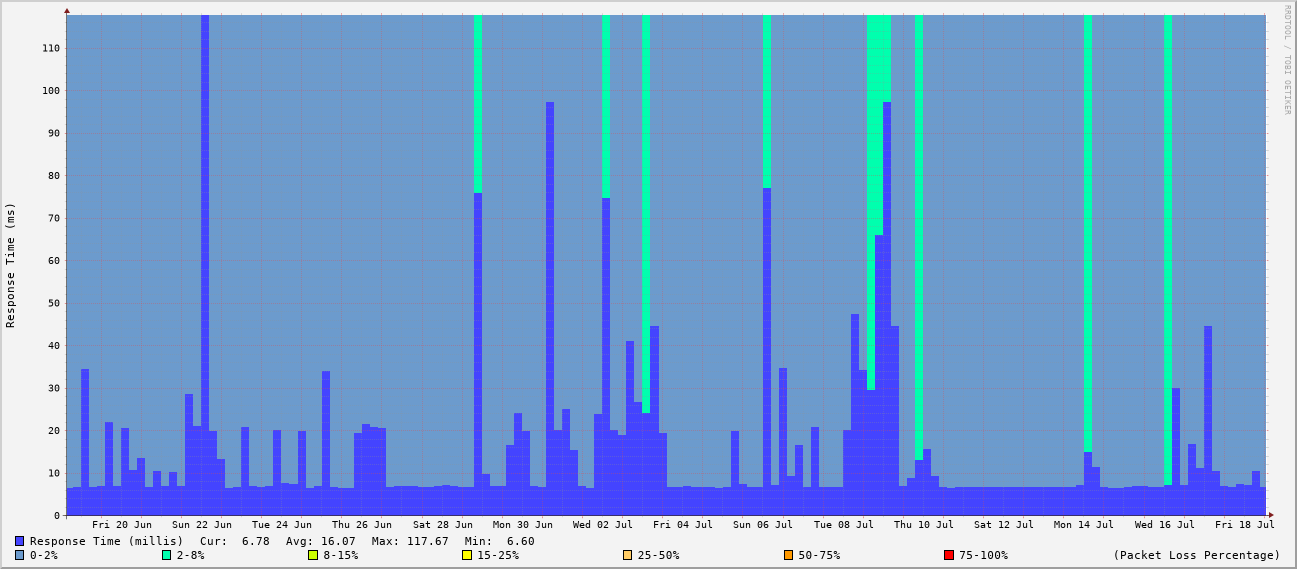 RRDTOOL / TOBI OETIKER
Response Time (ms)
110
100
90
80
70
60
50
40
30
20
10
0
Fri 20 Jun Sun 22 Jun Tue 24 Jun Thu 26 Jun Sat 28 Jun Mon 30 Jun Wed 02 Jul Fri 04 Jul Sun 06 Jul Tue 08 Jul Thu 10 Jul Sat 12 Jul Mon 14 Jul Wed 16 Jul Fri 18 Jul
Response Time (millis) Cur: 6.78 Avg: 16.07 Max: 117.67 Min: 6.60
0-2% 2-8% 8-15% 15-25% 25-50% 50-75% 75-100% (Packet Loss Percentage)